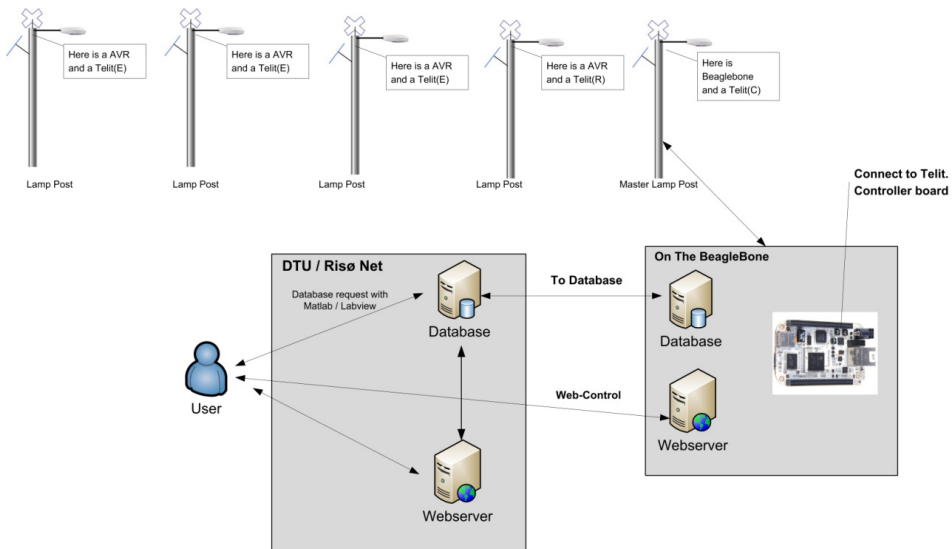 Here is a AVR
and a Telit(E)
Here is a AVR
and a Telit(E)
Here is a AVR
and a Telit(E)
Here is a AVR
and a Telit(R)
Here is
Beaglebone
and a Telit(C)
Lamp Post
Lamp Post
Lamp Post
Lamp Post
Master Lamp Post
Connect to Telit.
Controller board
DTU / Risø Net
Database request with
Matlab / Labview
Database
To Database
On The BeagleBone
Database
User
Web-Control
Webserver
Webserver